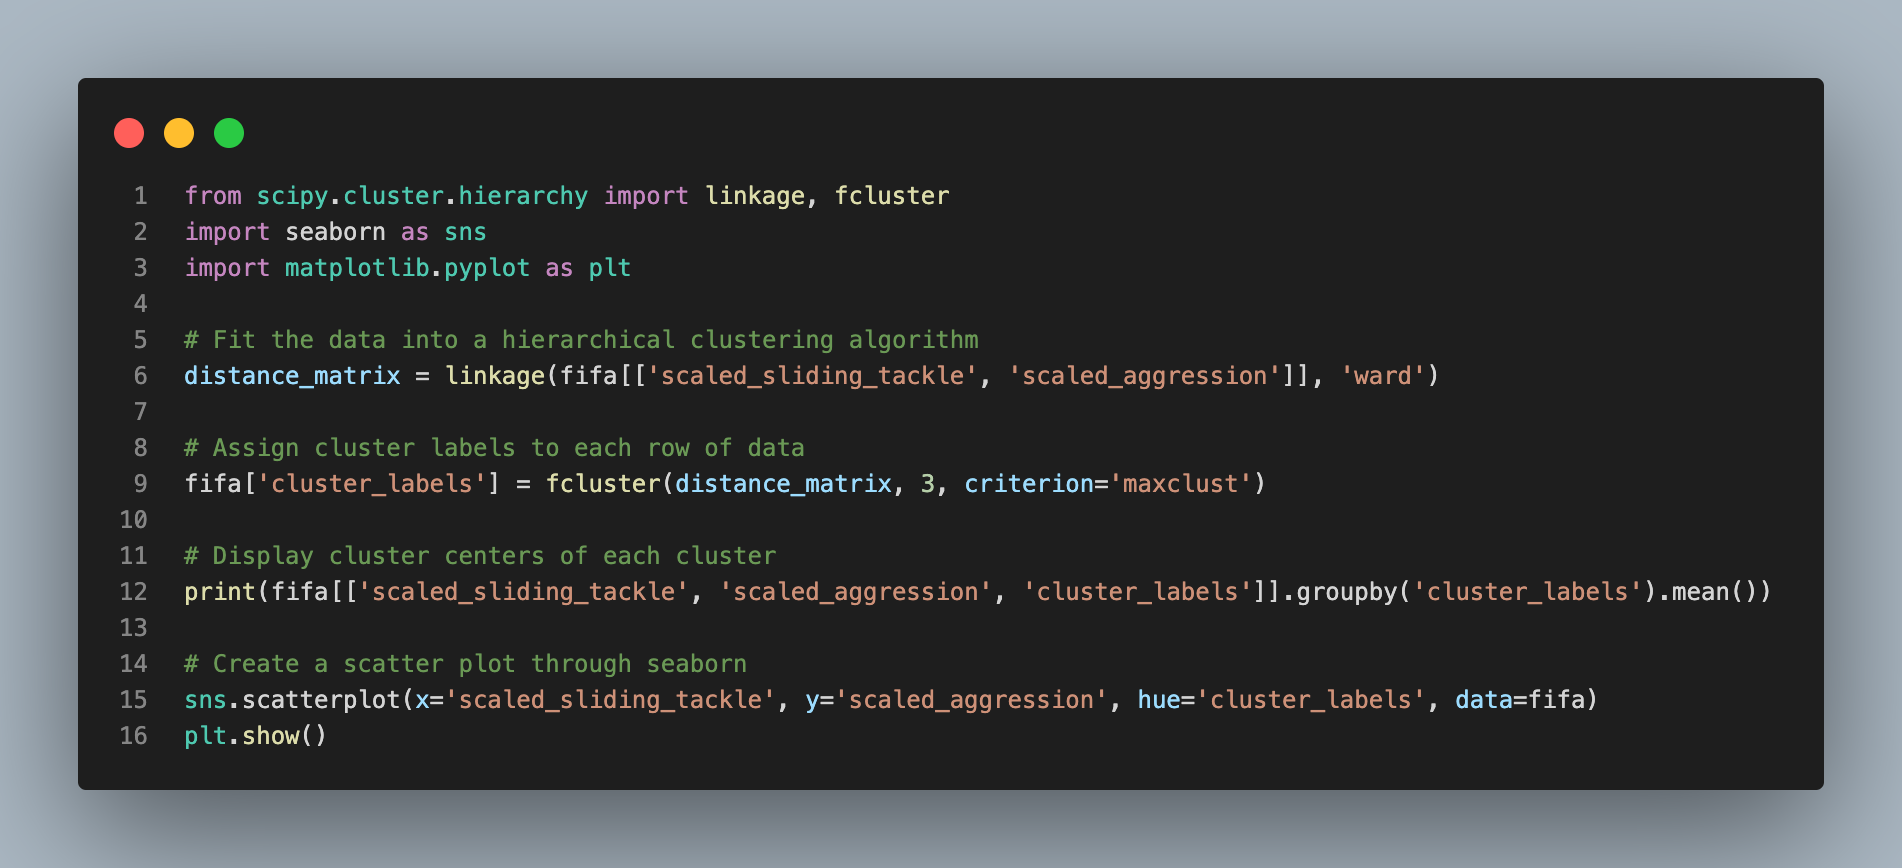 1 from scipy.cluster.hierarchy import linkage, fcluster
2 import seaborn as sns
3 import matplotlib.pyplot as plt
4
5 # Fit the data into a hierarchical clustering algorithm
6 distance_matrix = linkage(fifa[['scaled_sliding_tackle', 'scaled_aggression']], 'ward')
7
8 # Assign cluster labels to each row of data
9 fifa['cluster_labels'] = fcluster(distance_matrix, 3, criterion='maxclust')
10
11 # Display cluster centers of each cluster
12 print(fifa[['scaled_sliding_tackle', 'scaled_aggression', 'cluster_labels']].groupby('cluster_labels').mean())
13
14 # Create a scatter plot through seaborn
15 sns.scatterplot(x='scaled_sliding_tackle', y='scaled_aggression', hue='cluster_labels', data=fifa)
16 plt.show()